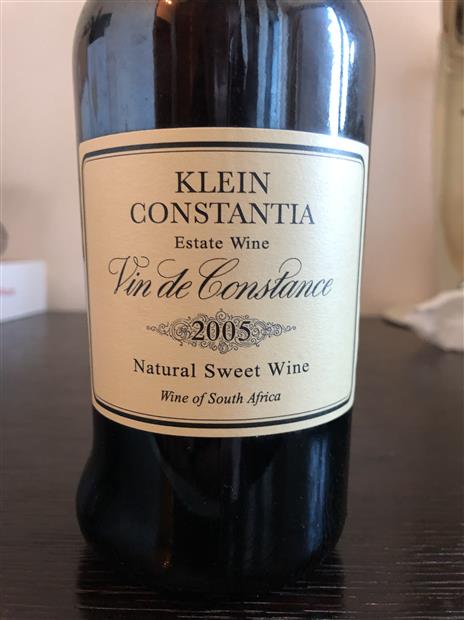 KLEIN
CONSTANTIA
Estate Wine
Vin de Constance
2005
Natural Sweet Wine
Wine of South Africa